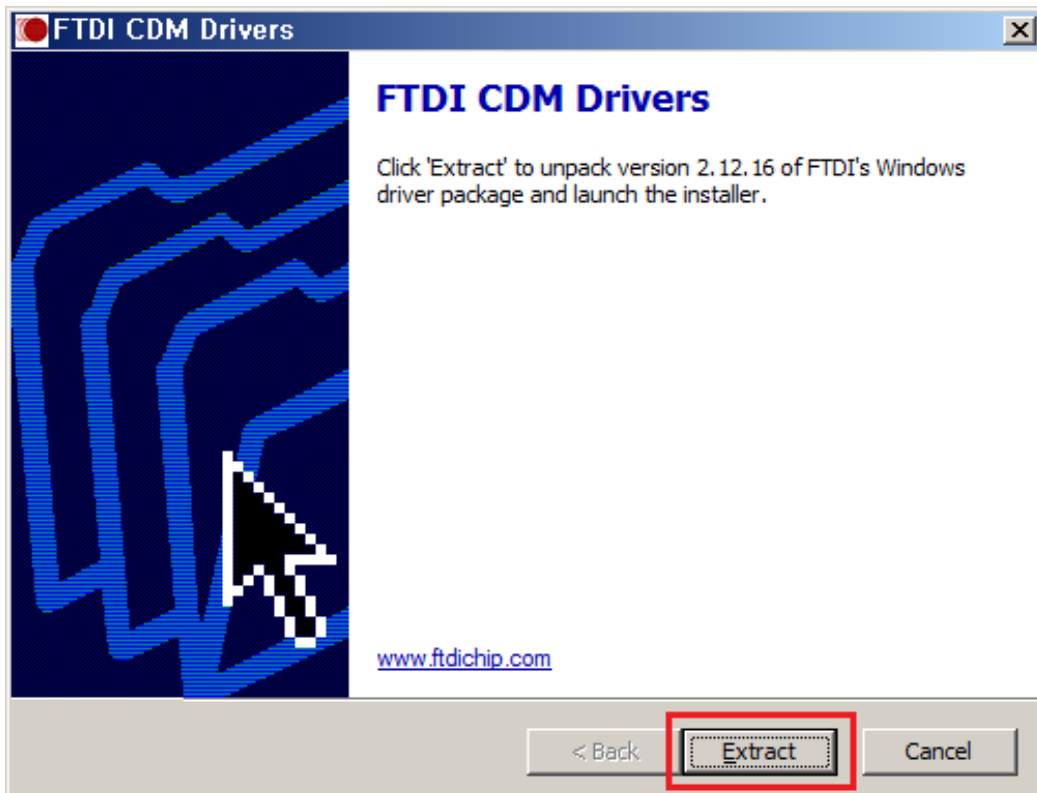 FTDI CDM Drivers
FTDI CDM Drivers
Click 'Extract' to unpack version 2.12.16 of FTDI's Windows
driver package and launch the installer.
www.ftdichip.com
< Back
Extract
Cancel